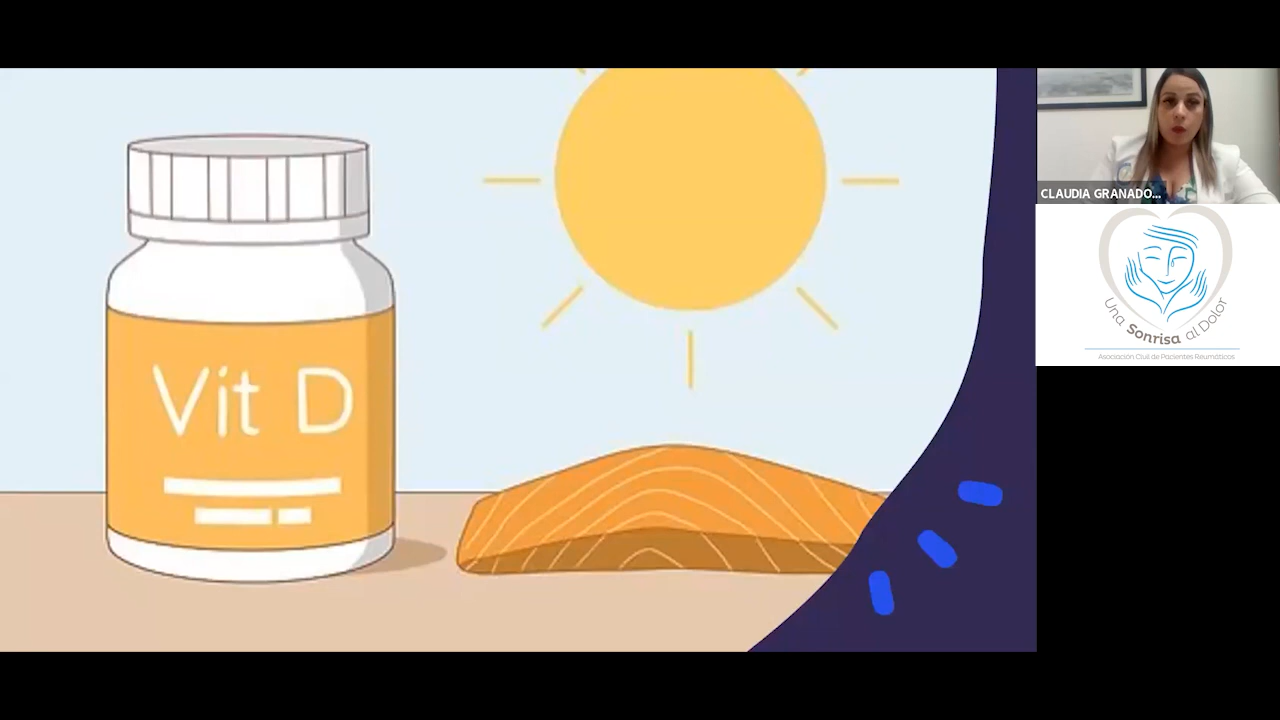 Vit D
CLAUDIA GRANADO...
Una Sonrisa al Dolor
Asociación Civil de Pacientes Reumáticos